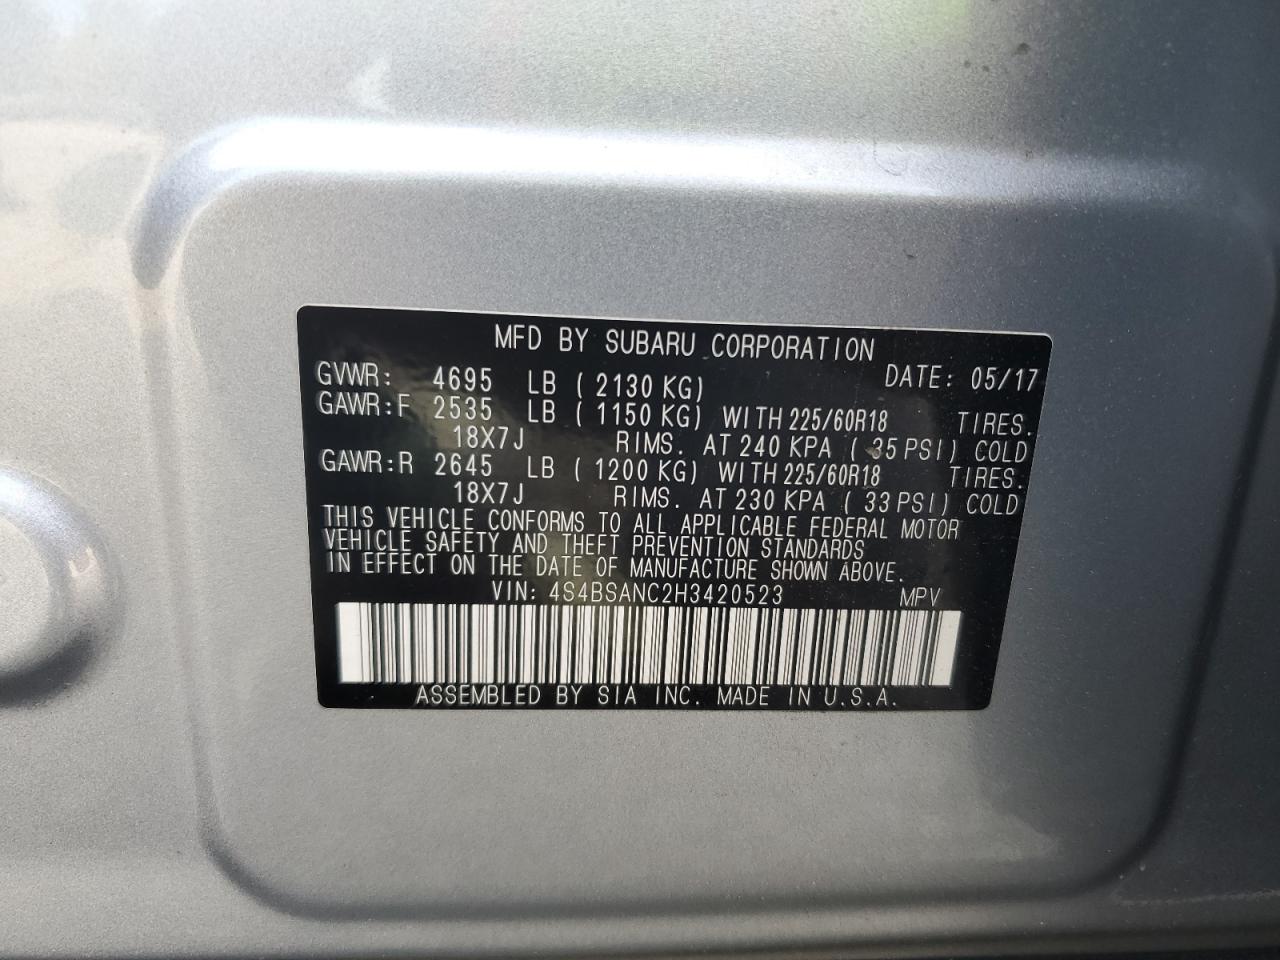 MFD BY SUBARU CORPORATION
GVWR: 4695 LB ( 2130 KG) DATE: 05/17
GAWR:F 2535 LB ( 1150 KG) WITH 225/60R18 TIRES.
18X7J RIMS. AT 240 KPA ( 35 PSI) COLD
GAWR:R 2645 LB ( 1200 KG) WITH 225/60R18 TIRES.
18X7J RIMS. AT 230 KPA ( 33 PSI) COLD
THIS VEHICLE CONFORMS TO ALL APPLICABLE FEDERAL MOTOR
VEHICLE SAFETY AND THEFT PREVENTION STANDARDS
IN EFFECT ON THE DATE OF MANUFACTURE SHOWN ABOVE.
VIN: 4S4BSANC2H3420523 MPV
ASSEMBLED BY SIA INC. MADE IN U.S.A.